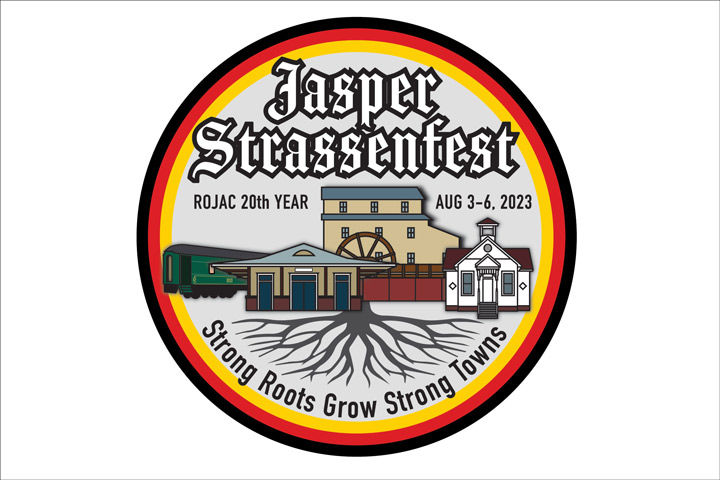 Jasper
Strassenfest
ROJAC 20th YEAR
AUG 3-6, 2023
Strong Roots Grow Strong Towns